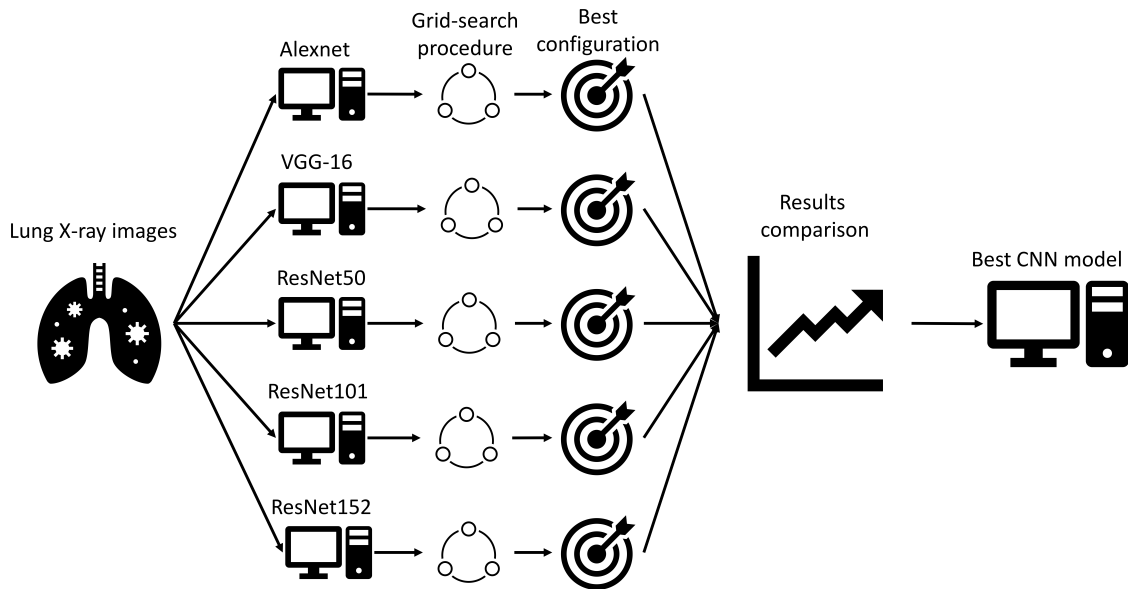 Grid-search
procedure
Best
configuration
Alexnet
VGG-16
Lung X-ray images
ResNet50
ResNet101
ResNet152
Results
comparison
Best CNN model